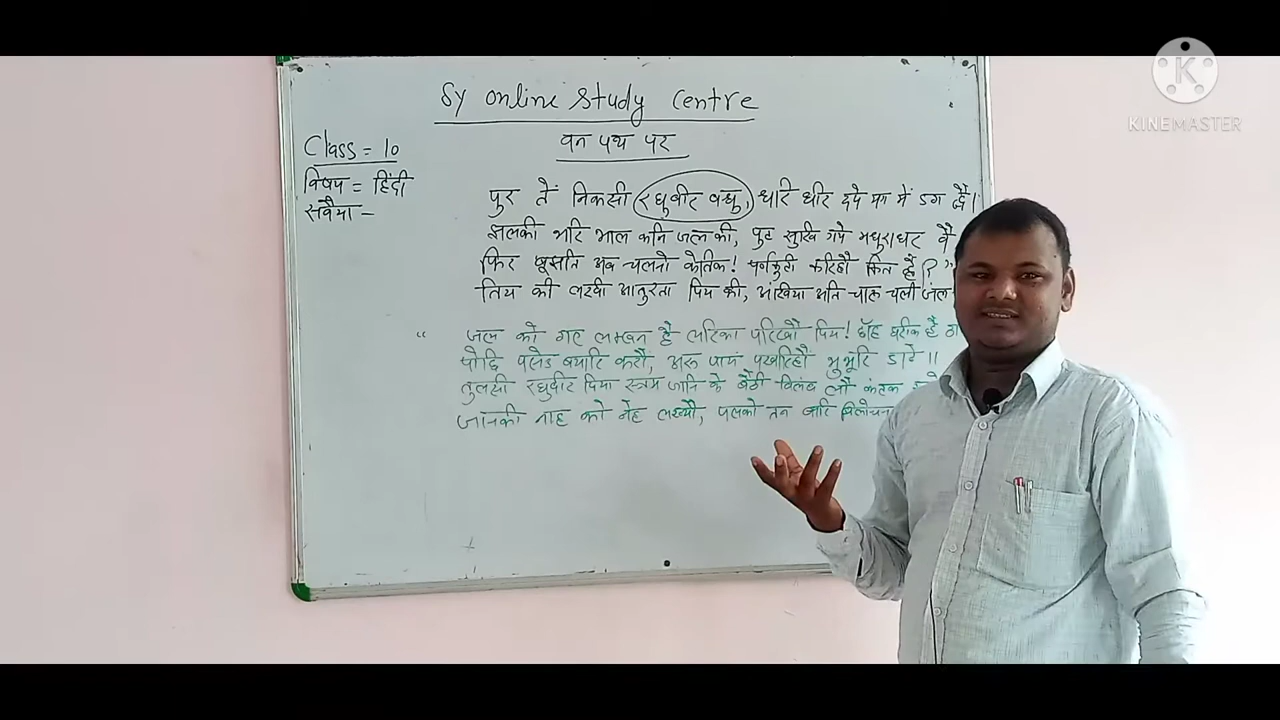 Sy Online Study Centre
वन पथ पर
Class = 10
विषय = हिंदी
सवैया -
पुर तें निकसी रघुवीर वधु, धारि धीर दये मग में डग द्वै।
झलकी भरि भाल कनि जल की, पुट सुखि गये मधुराधर वै
फिर बूझति अब चलनो केतिक! पर्नकुटी करिहौ कित है?"
तिय की लखी आतुरता पिय की, अंखिया अति चारू चली जल
" जल को गए लक्खन है लरिका परिखौ पिय! छाँह घरीक है
पोंछि पसेउ बयारि करौ, अरू पायं पखारिहौ भुभूरि डाढे।।
तुलसी रघुवीर प्रिया जानि के बैठी विलंब लौ कंटक
जानकी नाह को नेह लख्यौ, पुलको तन वारि विलोचन
KINEMASTER